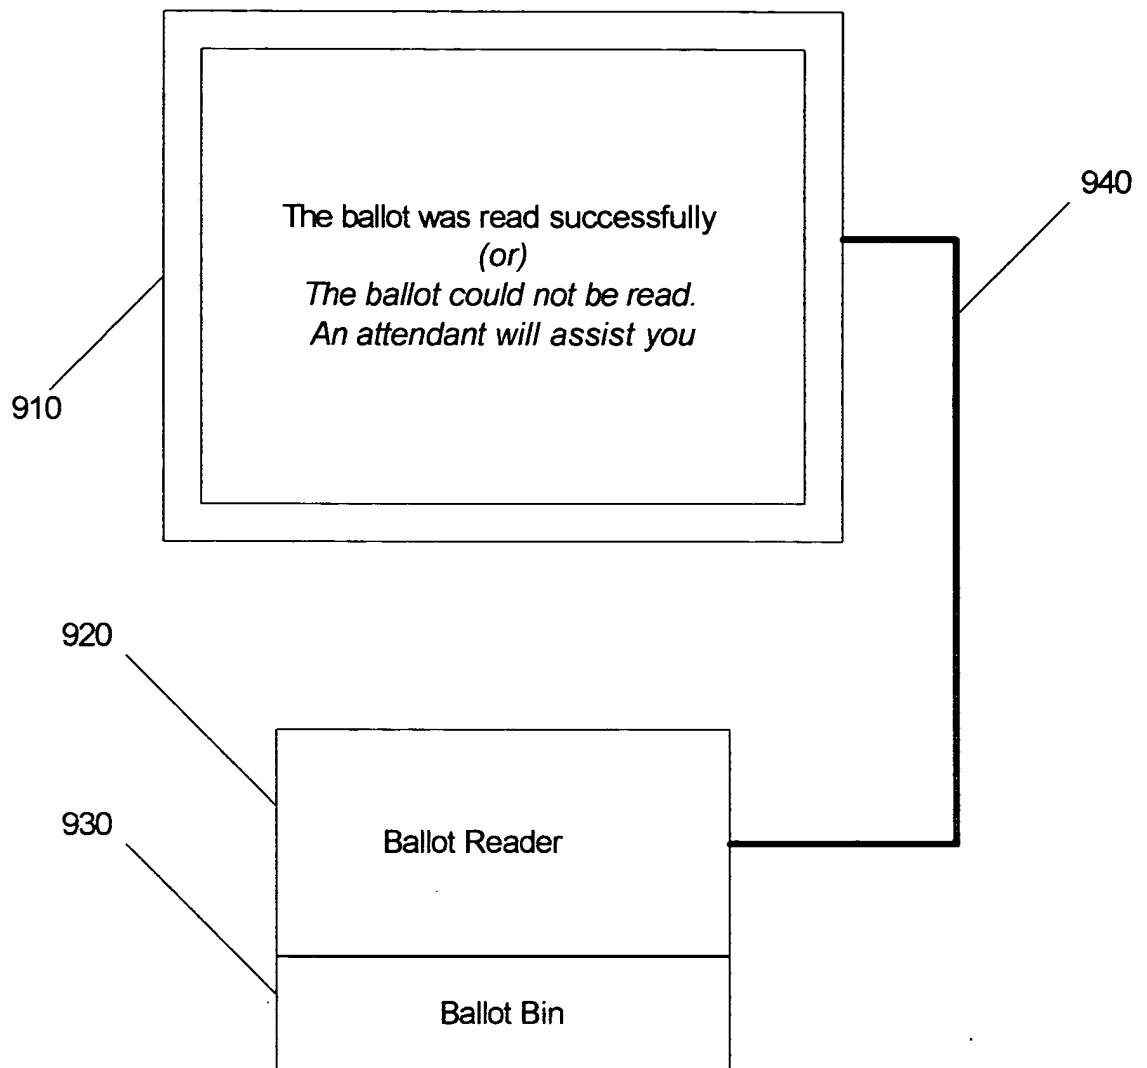 The ballot was read successfully
(or)
The ballot could not be read.
An attendant will assist you
940
910
920
930
Ballot Reader
Ballot Bin